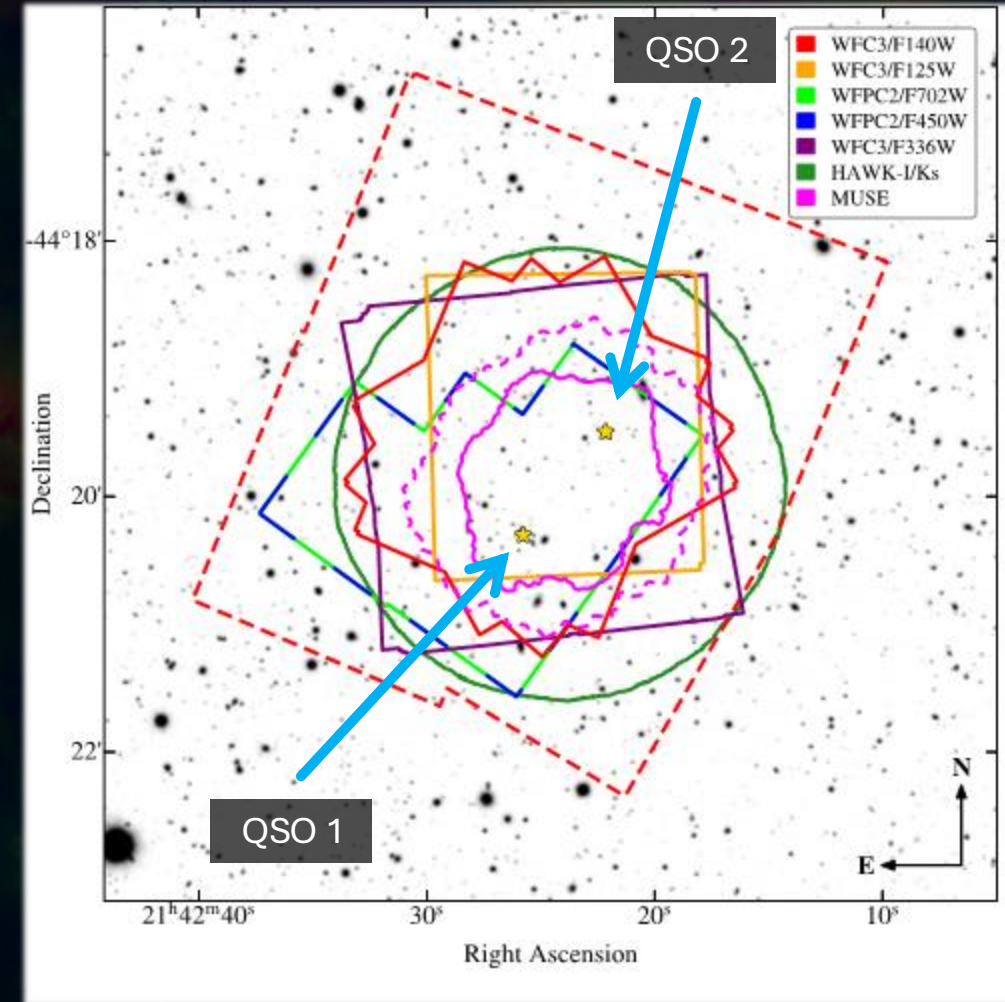 QSO 2
WFC3/F140W
WFC3/F125W
WFPC2/F702W
WFPC2/F450W
WFC3/F336W
HAWK-I/Ks
MUSE
-44°18'
20'
22'
Declination
QSO 1
N
E
21ʰ42ᵐ40ˢ
30ˢ
20ˢ
10ˢ
Right Ascension